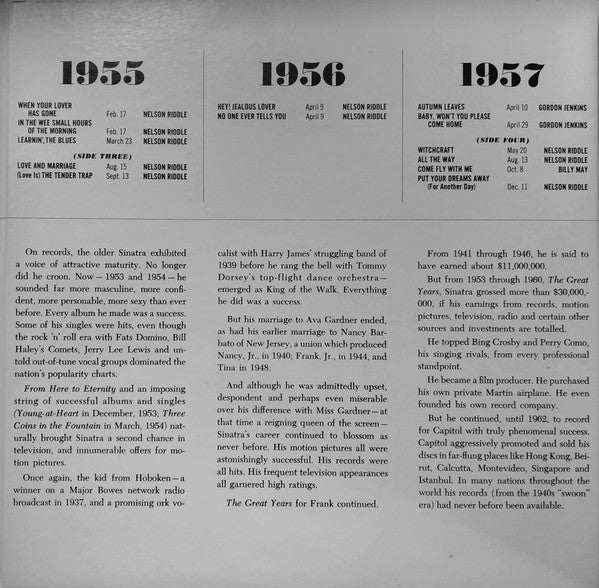 1955
WHEN YOUR LOVER
HAS GONE Feb. 17 NELSON RIDDLE
IN THE WEE SMALL HOURS
OF THE MORNING Feb. 17 NELSON RIDDLE
LEARNIN', THE BLUES March 23 NELSON RIDDLE
(SIDE THREE)
LOVE AND MARRIAGE Aug. 15 NELSON RIDDLE
(Love Is) THE TENDER TRAP Sept. 13 NELSON RIDDLE
1956
HEY! JEALOUS LOVER April 9 NELSON RIDDLE
NO ONE EVER TELLS YOU April 9 NELSON RIDDLE
1957
AUTUMN LEAVES April 10 GORDON JENKINS
BABY, WON'T YOU PLEASE
COME HOME April 29 GORDON JENKINS
(SIDE FOUR)
WITCHCRAFT May 20 NELSON RIDDLE
ALL THE WAY Aug. 13 NELSON RIDDLE
COME FLY WITH ME Oct. 8 BILLY MAY
PUT YOUR DREAMS AWAY
(For Another Day) Dec. 11 NELSON RIDDLE
On records, the older Sinatra exhibited
a voice of attractive maturity. No longer
did he croon. Now—1953 and 1954—he
sounded far more masculine, more confi-
dent, more personable, more sexy than ever
before. Every album he made was a success.
Some of his singles were hits, even though
the rock 'n' roll era with Fats Domino, Bill
Haley's Comets, Jerry Lee Lewis and un-
told out-of-tune vocal groups dominated the
nation's popularity charts.
From Here to Eternity and an imposing
string of successful albums and singles
(Young-at-Heart in December, 1953; Three
Coins in the Fountain in March, 1954) nat-
urally brought Sinatra a second chance in
television, and innumerable offers for mo-
tion pictures.
Once again, the kid from Hoboken—a
winner on a Major Bowes network radio
broadcast in 1937, and a promising ork vo-
calist with Harry James' struggling band of
1939 before he rang the bell with Tommy
Dorsey's top-flight dance orchestra—
emerged as King of the Walk. Everything
he did was a success.
But his marriage to Ava Gardner ended,
as had his earlier marriage to Nancy Bar-
bato of New Jersey, a union which produced
Nancy, Jr., in 1940; Frank, Jr., in 1944, and
Tina in 1948.
And although he was admittedly upset,
despondent and perhaps even miserable
over his difference with Miss Gardner—at
that time a reigning queen of the screen—
Sinatra's career continued to blossom as
never before. His motion pictures all were
astonishingly successful. His records were
all hits. His frequent television appearances
all garnered high ratings.
The Great Years for Frank continued.
From 1941 through 1946, he is said to
have earned about $11,000,000.
But from 1953 through 1960, The Great
Years, Sinatra grossed more than $30,000,-
000, if his earnings from records, motion
pictures, television, radio and certain other
sources and investments are totalled.
He topped Bing Crosby and Perry Como,
his singing rivals, from every professional
standpoint.
He became a film producer. He purchased
his own private Martin airplane. He even
founded his own record company.
But he continued, until 1962, to record
for Capitol with truly phenomenal success.
Capitol aggressively promoted and sold his
discs in far-flung places like Hong Kong, Bei-
rut, Calcutta, Montevideo, Singapore and
Istanbul. In many nations throughout the
world his records (from the 1940s "swoon"
era) had never before been available.